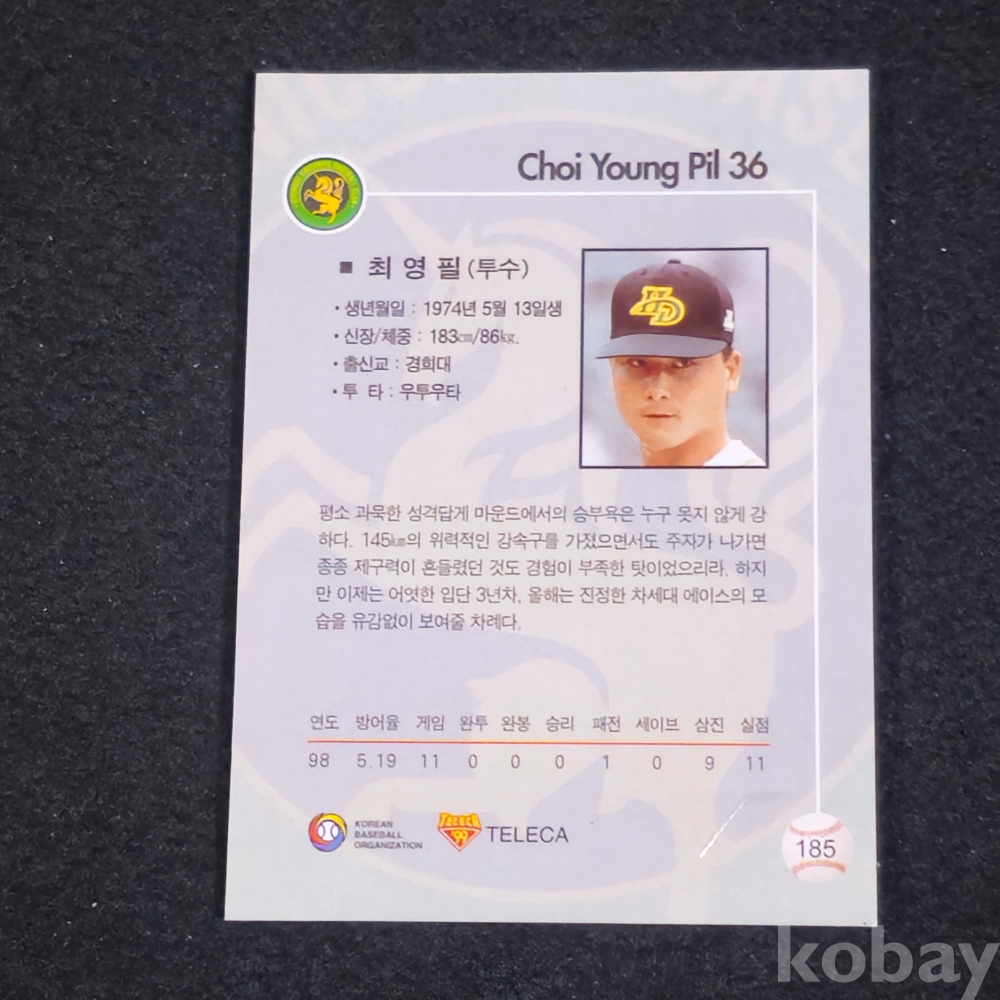 Choi Young Pil 36
■ 최 영 필 (투수)
• 생년월일 : 1974년 5월 13일생
• 신장/체중 : 183㎝/86㎏.
• 출신교 : 경희대
• 투 타 : 우투우타
평소 과묵한 성격답게 마운드에서의 승부욕은 누구 못지 않게 강
하다. 145㎞의 위력적인 강속구를 가졌으면서도 주자가 나가면
종종 제구력이 흔들렸던 것도 경험이 부족한 탓이었으리라. 하지
만 이제는 어엿한 입단 3년차, 올해는 진정한 차세대 에이스의 모
습을 유감없이 보여줄 차례다.
연도 방어율 게임 완투 완봉 승리 패전 세이브 삼진 실점
98 5.19 11 0 0 0 1 0 9 11
KOREAN
BASEBALL
ORGANIZATION
TELECA
'99
TELECA
185
kobay